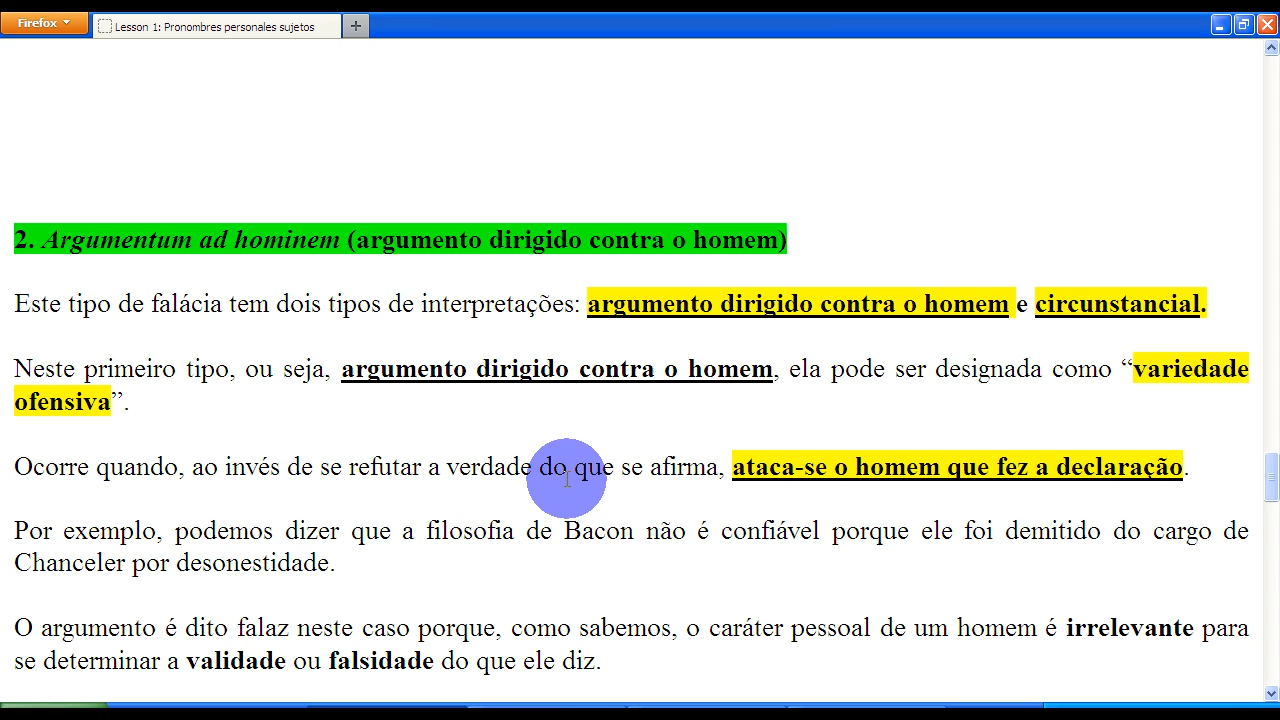 Firefox
Lesson 1: Pronombres personales sujetos
2. Argumentum ad hominem (argumento dirigido contra o homem)
Este tipo de falácia tem dois tipos de interpretações: argumento dirigido contra o homem e circunstancial.
Neste primeiro tipo, ou seja, argumento dirigido contra o homem, ela pode ser designada como “variedade
ofensiva”.
Ocorre quando, ao invés de se refutar a verdade do que se afirma, ataca-se o homem que fez a declaração.
Por exemplo, podemos dizer que a filosofia de Bacon não é confiável porque ele foi demitido do cargo de
Chanceler por desonestidade.
O argumento é dito falaz neste caso porque, como sabemos, o caráter pessoal de um homem é irrelevante para
se determinar a validade ou falsidade do que ele diz.